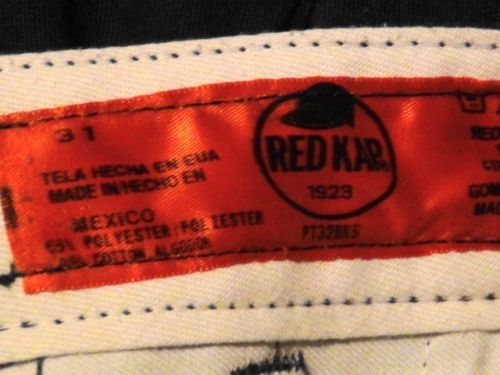 31
TELA HECHA EN EUA
MADE IN/HECHO EN
MEXICO
65% POLYESTER/POLIESTER
35% COTTON ALGODON
RED KAP®
1923